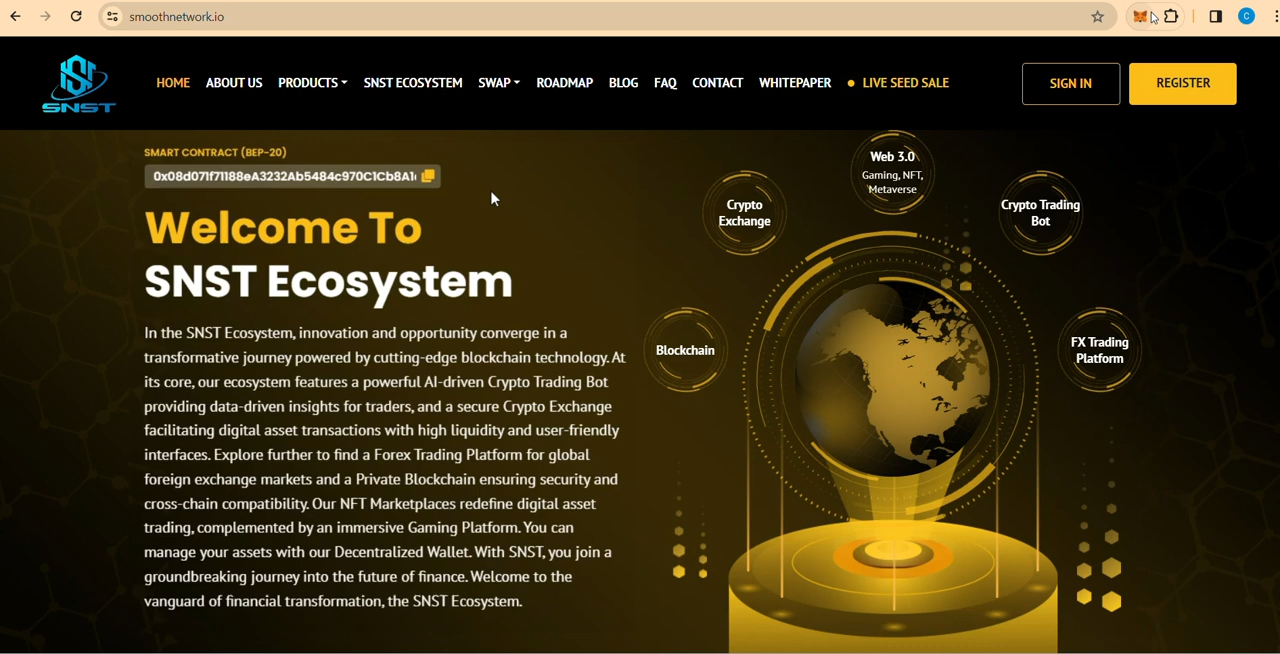 smoothnetwork.io
C
SNST
HOME ABOUT US PRODUCTS SNST ECOSYSTEM SWAP ROADMAP BLOG FAQ CONTACT WHITEPAPER LIVE SEED SALE SIGN IN REGISTER
SMART CONTRACT (BEP-20)
0x08d071f71188eA3232Ab5484c970C1Cb8A1
Welcome To
SNST Ecosystem
In the SNST Ecosystem, innovation and opportunity converge in a
transformative journey powered by cutting-edge blockchain technology. At
its core, our ecosystem features a powerful AI-driven Crypto Trading Bot
providing data-driven insights for traders, and a secure Crypto Exchange
facilitating digital asset transactions with high liquidity and user-friendly
interfaces. Explore further to find a Forex Trading Platform for global
foreign exchange markets and a Private Blockchain ensuring security and
cross-chain compatibility. Our NFT Marketplaces redefine digital asset
trading, complemented by an immersive Gaming Platform. You can
manage your assets with our Decentralized Wallet. With SNST, you join a
groundbreaking journey into the future of finance. Welcome to the
vanguard of financial transformation, the SNST Ecosystem.
Web 3.0
Gaming, NFT,
Metaverse
Crypto
Exchange
Crypto Trading
Bot
Blockchain
FX Trading
Platform